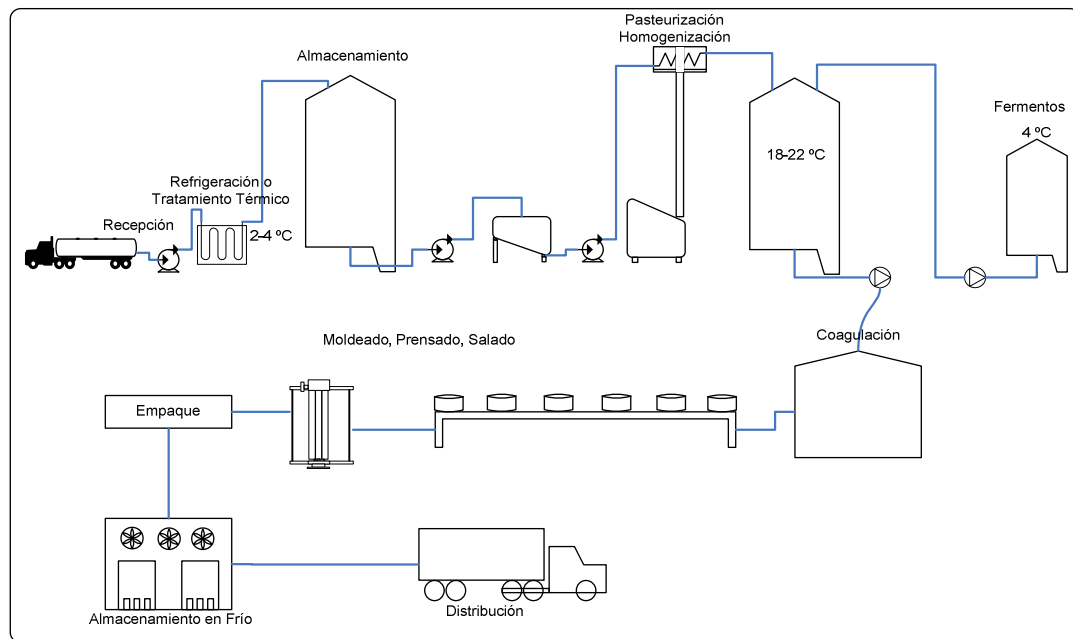 Pasteurización
Homogenización
Almacenamiento
Fermentos
4 ºC
18-22 ºC
Refrigeración o
Tratamiento Térmico
Recepción
2-4 ºC
Coagulación
Moldeado, Prensado, Salado
Empaque
Almacenamiento en Frío
Distribución